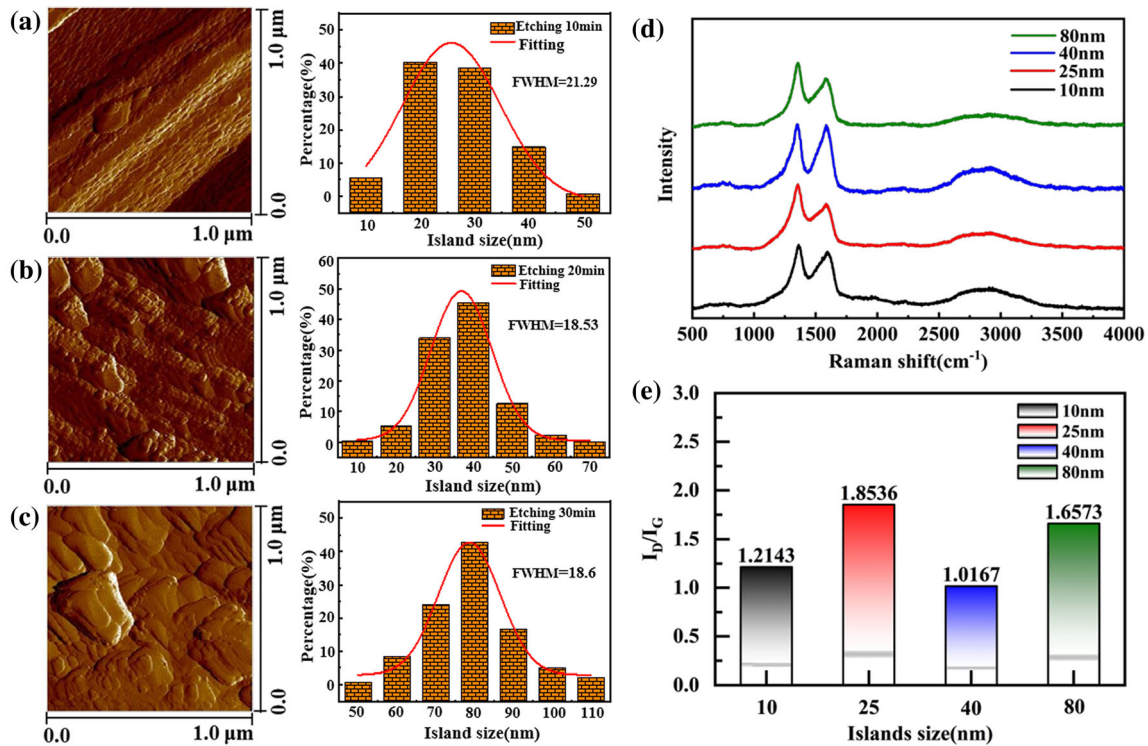 (a)
1.0 μm
0.0
0.0
1.0 μm
Percentage(%)
50
40
30
20
10
0
Etching 10min
Fitting
FWHM=21.29
10 20 30 40 50
Island size(nm)
(b)
1.0 μm
0.0
0.0
1.0 μm
Percentage(%)
60
50
40
30
20
10
0
Etching 20min
Fitting
FWHM=18.53
10 20 30 40 50 60 70
Island size(nm)
(c)
1.0 μm
0.0
0.0
1.0 μm
Percentage(%)
50
40
30
20
10
0
Etching 30min
Fitting
FWHM=18.6
50 60 70 80 90 100 110
Island size(nm)
(d)
Intensity
80nm
40nm
25nm
10nm
500 1000 1500 2000 2500 3000 3500 4000
Raman shift(cm⁻¹)
(e)
I_D/I_G
3.0
2.5
2.0
1.5
1.0
0.5
0.0
10nm
25nm
40nm
80nm
1.2143
1.8536
1.0167
1.6573
10 25 40 80
Islands size(nm)